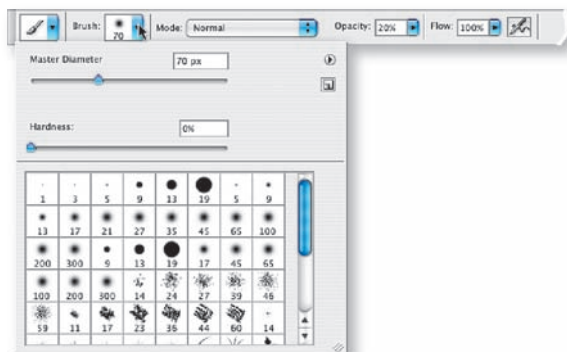 Brush: 70 Mode: Normal Opacity: 20% Flow: 100%
Master Diameter 70 px
Hardness: 0%
1 3 5 9 13 19 5 9
13 17 21 27 35 45 65 100
200 300 9 13 19 17 45 65
100 200 300 14 24 27 39 46
59 11 17 23 36 44 60 14